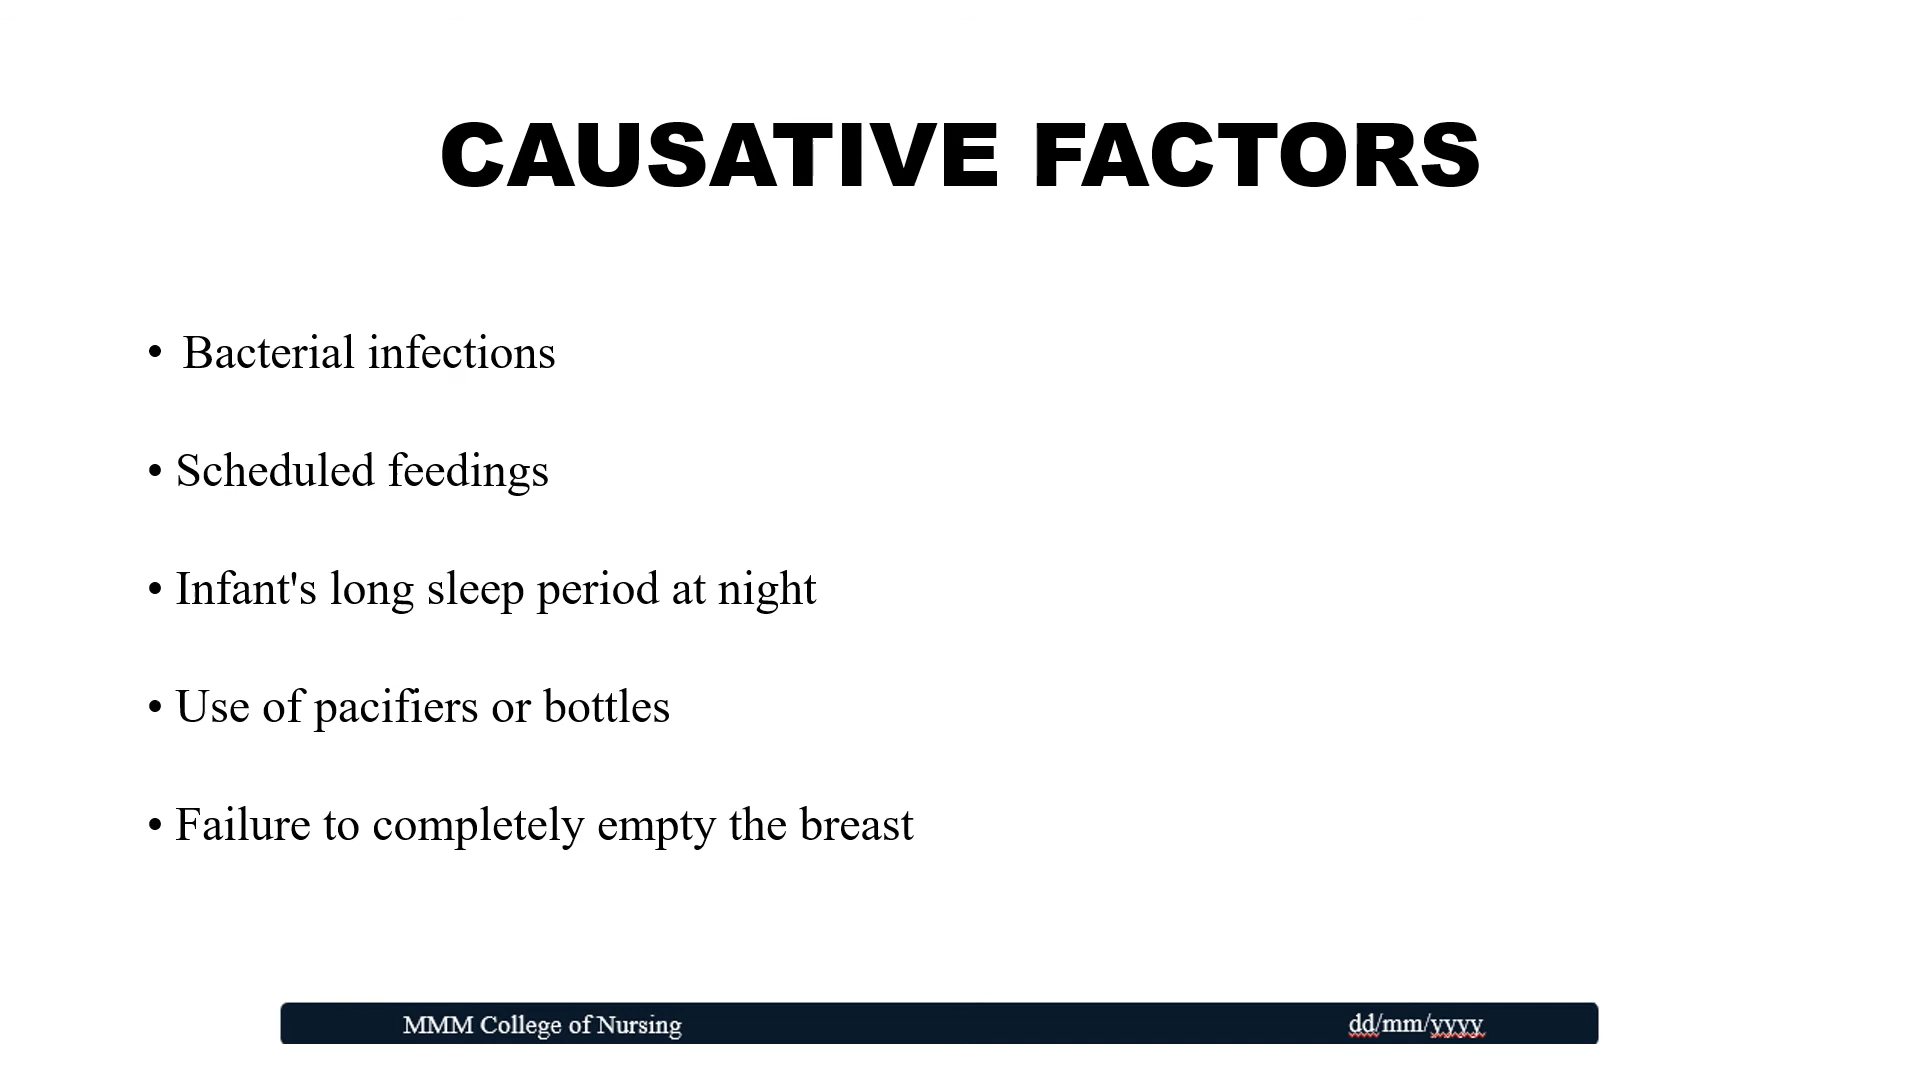 CAUSATIVE FACTORS
• Bacterial infections
• Scheduled feedings
• Infant's long sleep period at night
• Use of pacifiers or bottles
• Failure to completely empty the breast
MMM College of Nursing dd/mm/yyyy